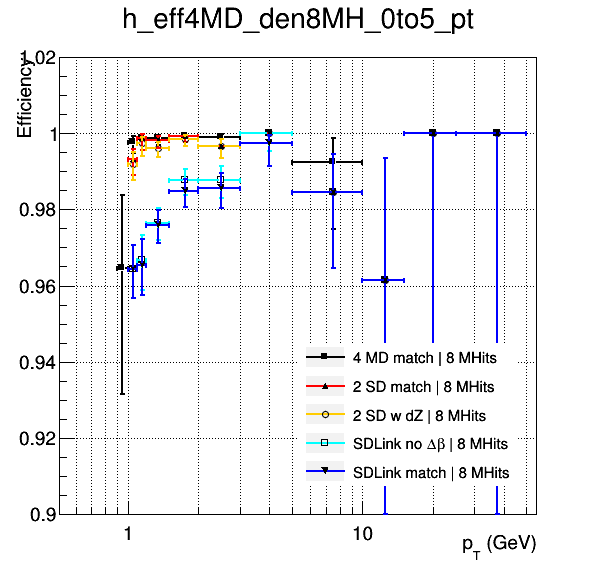 h_eff4MD_den8MH_0to5_pt
Efficiency
1.02
1
0.98
0.96
0.94
0.92
0.9
4 MD match | 8 MHits
2 SD match | 8 MHits
2 SD w dZ | 8 MHits
SDLink no Δβ | 8 MHits
SDLink match | 8 MHits
1
10
p_T (GeV)